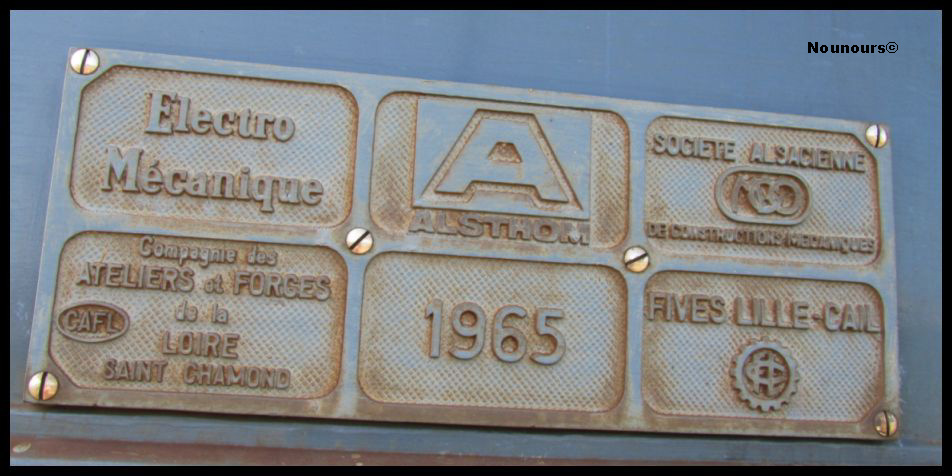 Nounours©
Electro
Mécanique
A
ALSTHOM
SOCIETE ALSACIENNE
DE CONSTRUCTIONS MECANIQUES
Compagnie des
ATELIERS et FORGES
de la
CAFL
LOIRE
SAINT CHAMOND
1965
FIVES LILLE-CAIL